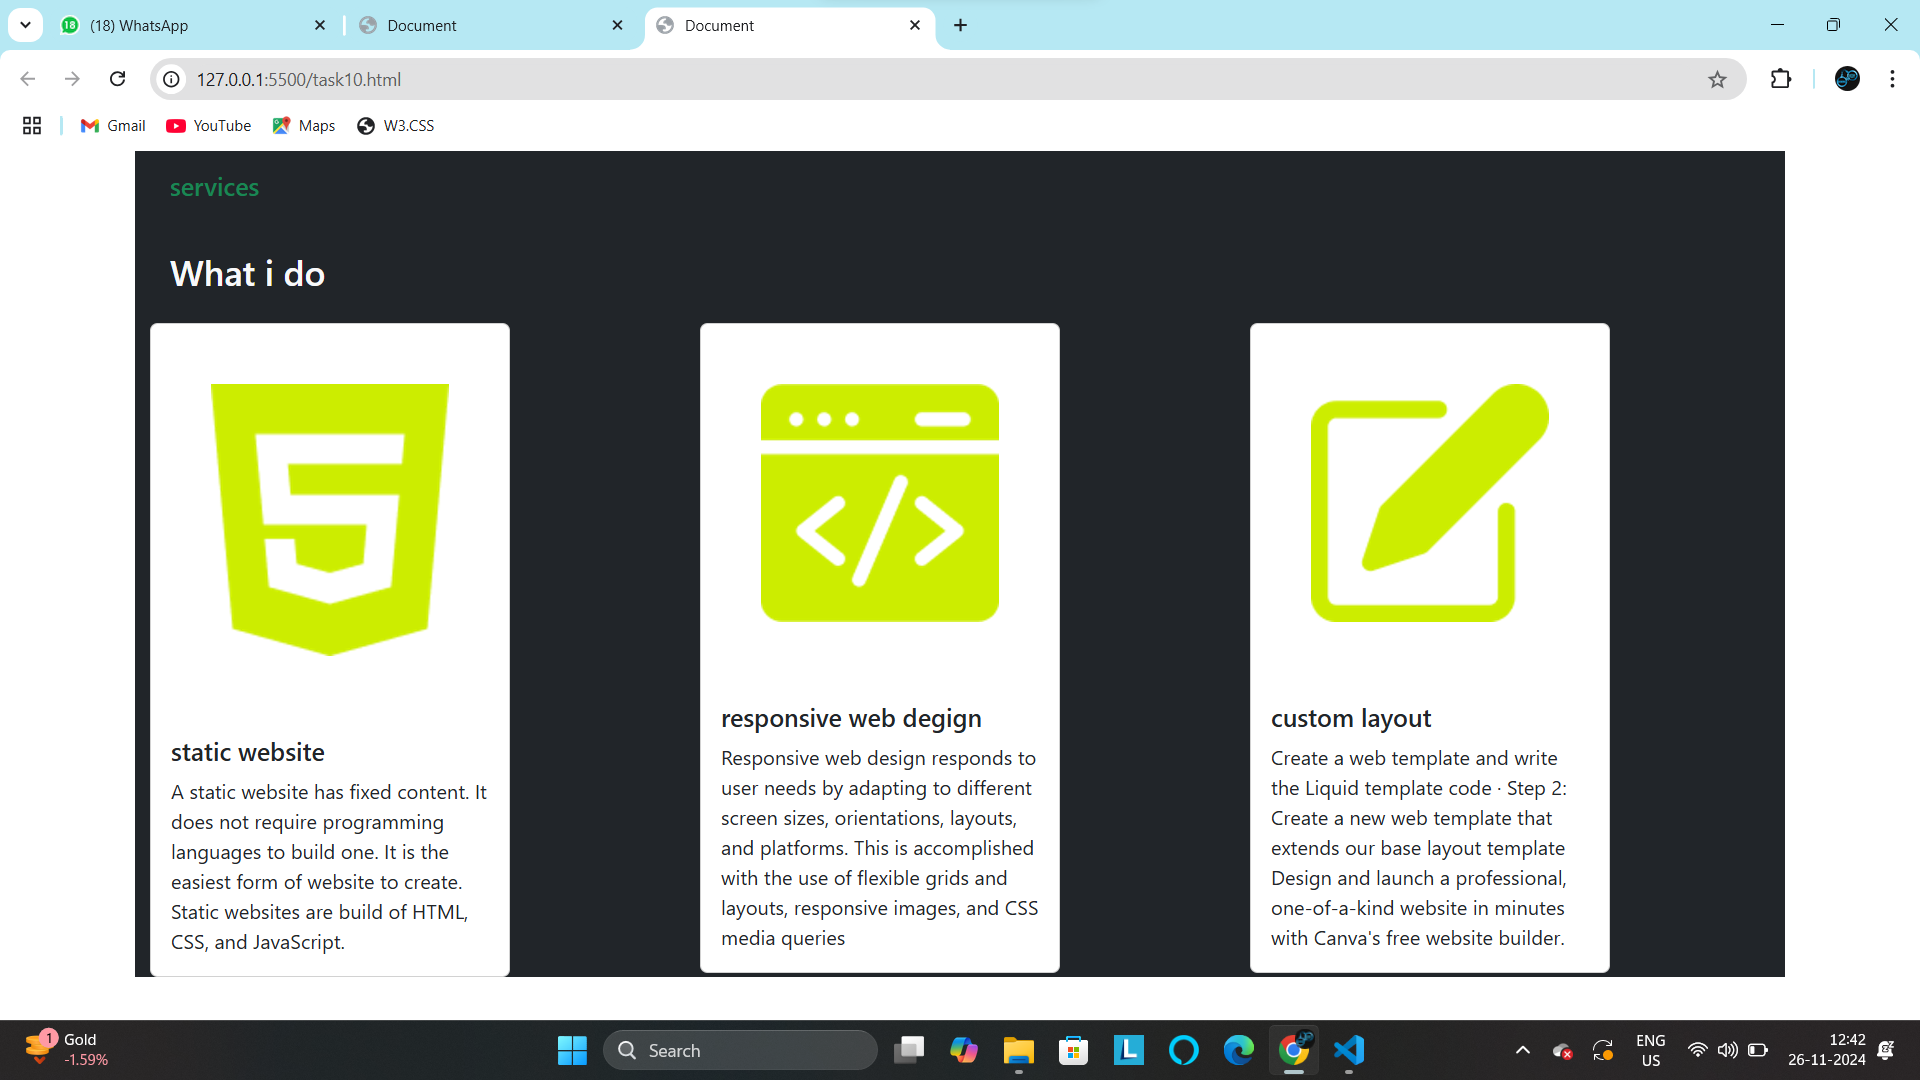 (18) WhatsApp
Document
Document
127.0.0.1:5500/task10.html
Gmail
YouTube
Maps
W3.CSS
services
What i do
static website
A static website has fixed content. It
does not require programming
languages to build one. It is the
easiest form of website to create.
Static websites are build of HTML,
CSS, and JavaScript.
responsive web degign
Responsive web design responds to
user needs by adapting to different
screen sizes, orientations, layouts,
and platforms. This is accomplished
with the use of flexible grids and
layouts, responsive images, and CSS
media queries
custom layout
Create a web template and write
the Liquid template code · Step 2:
Create a new web template that
extends our base layout template
Design and launch a professional,
one-of-a-kind website in minutes
with Canva's free website builder.
1
Gold
-1.59%
Search
L
ENG
US
12:42
26-11-2024